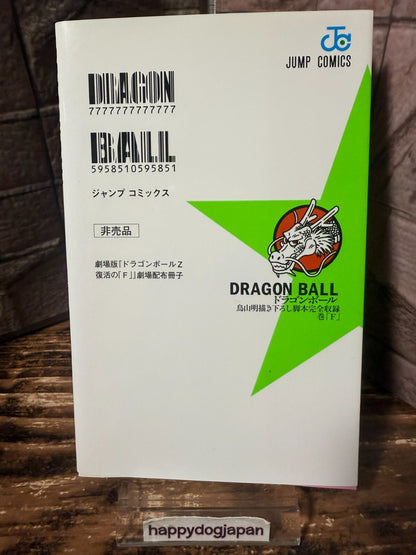 JC
JUMP COMICS
DRAGON
7777777777777
BALL
5958510595851
ジャンプ コミックス
非売品
劇場版「ドラゴンボールZ
復活の「F」」劇場配布冊子
DRAGON BALL
ドラゴンボール
鳥山明描き下ろし脚本完全収録
巻「F」
happydogjapan